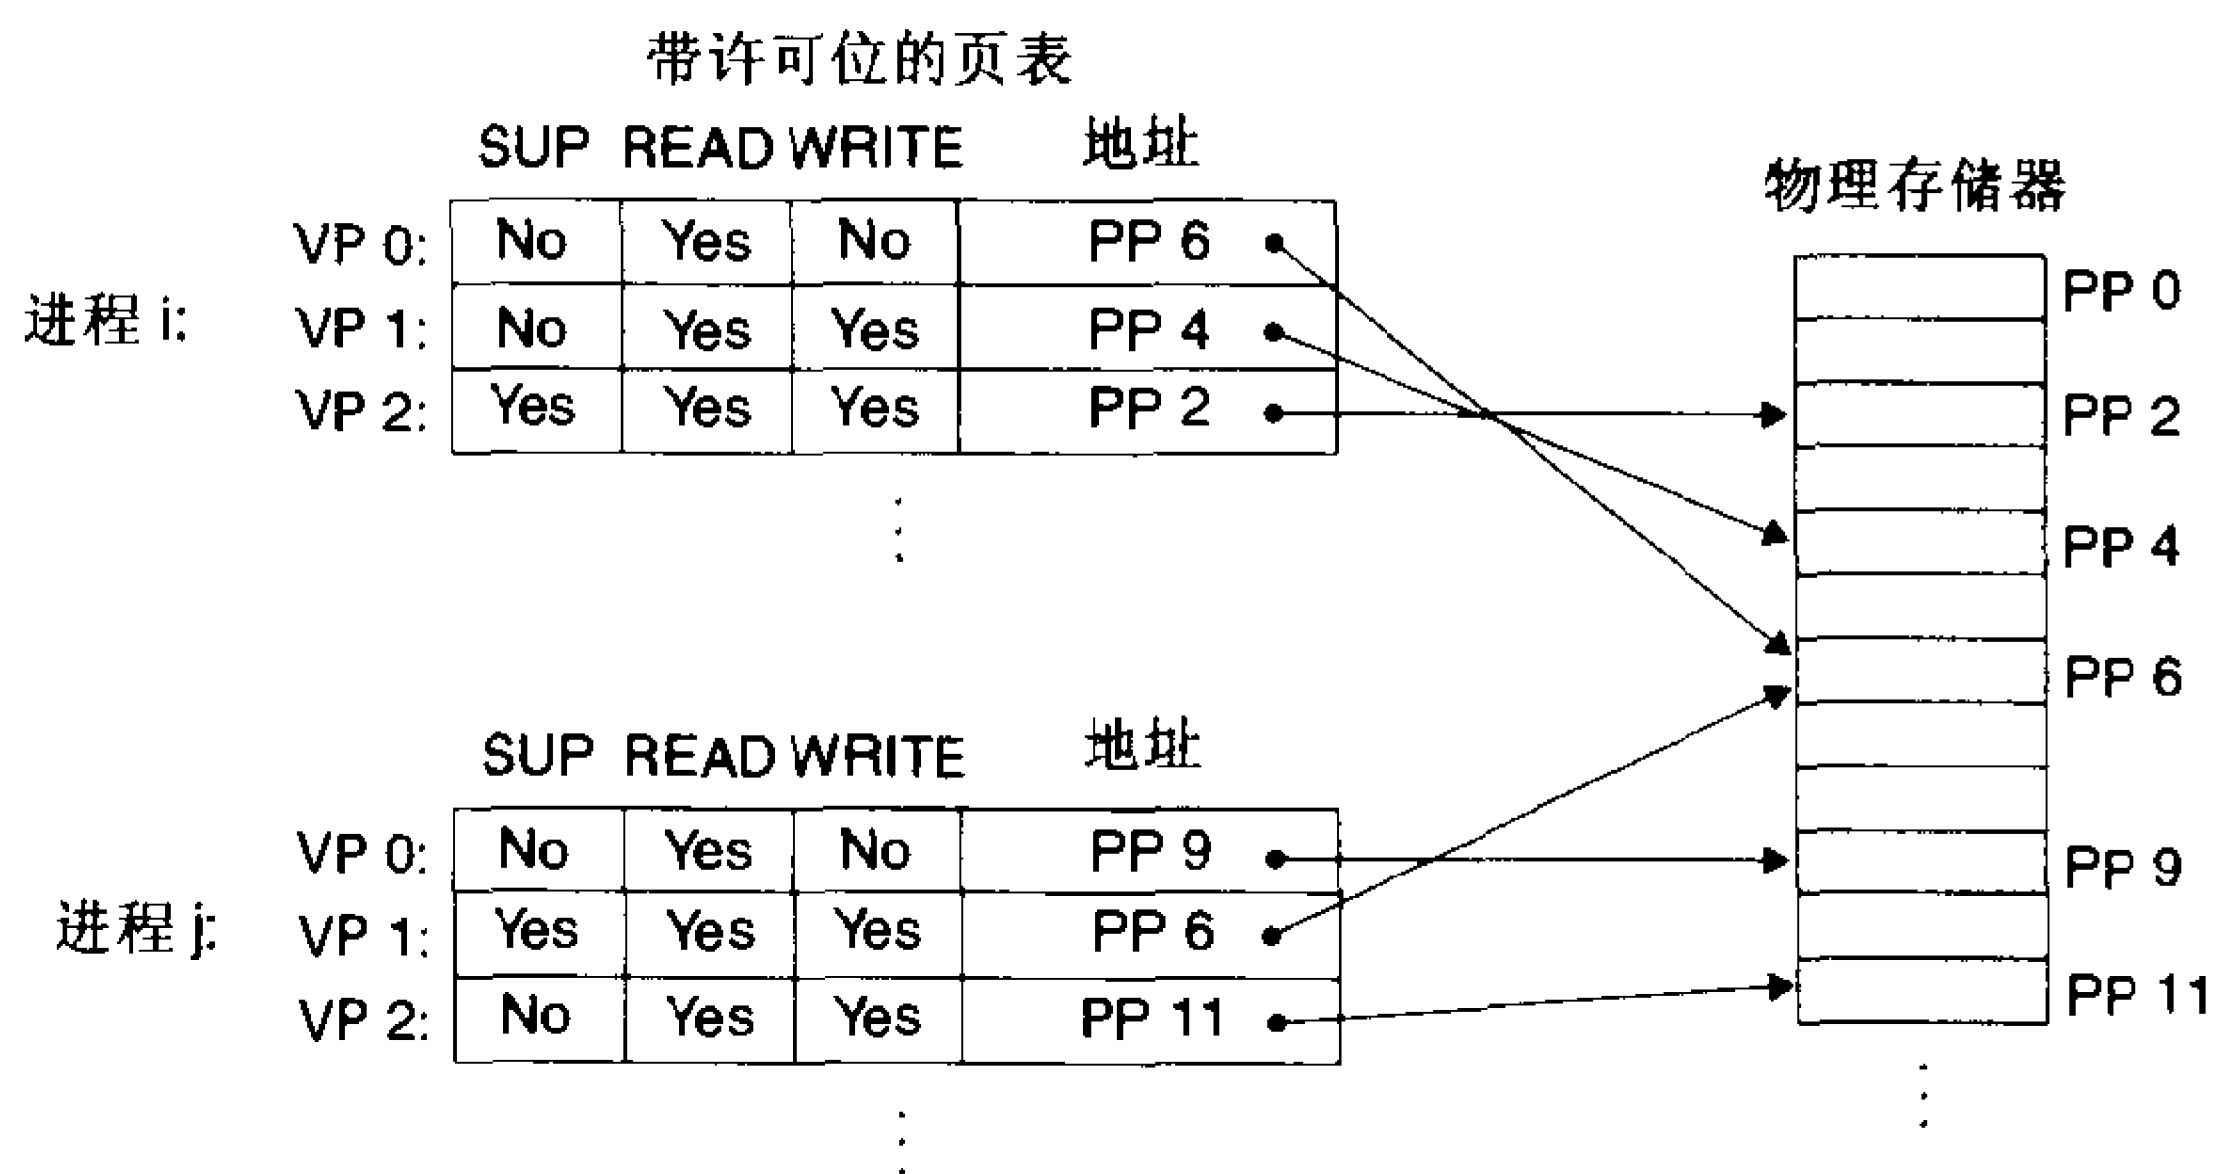 带许可位的页表
SUP READ WRITE 地址
物理存储器
VP 0: No Yes No PP 6
PP 0
进程 i: VP 1: No Yes Yes PP 4
VP 2: Yes Yes Yes PP 2
PP 2
PP 4
PP 6
SUP READ WRITE 地址
VP 0: No Yes No PP 9
PP 9
进程 j: VP 1: Yes Yes Yes PP 6
VP 2: No Yes Yes PP 11
PP 11